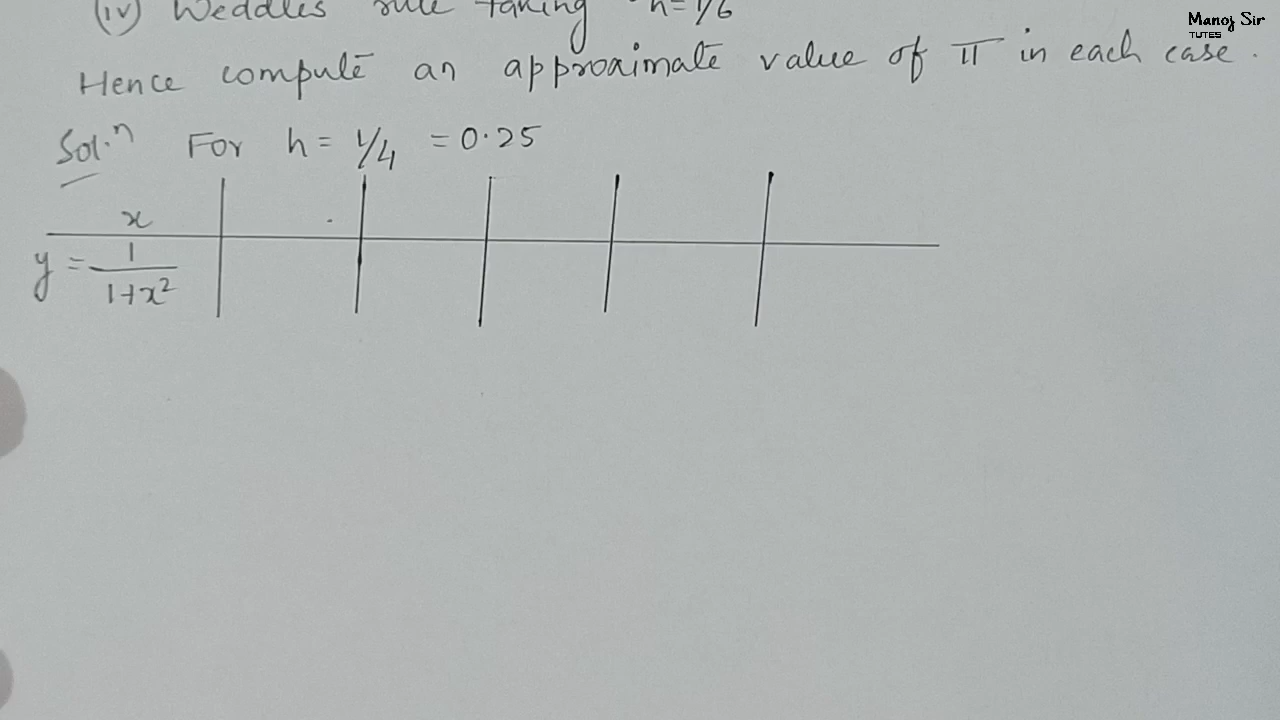 (iv) Weddles rule taking h=1/6
Manoj Sir
TUTES
Hence compute an approximate value of π in each case.
Sol.n For h = 1/4 = 0.25
x
y = 1/1+x²